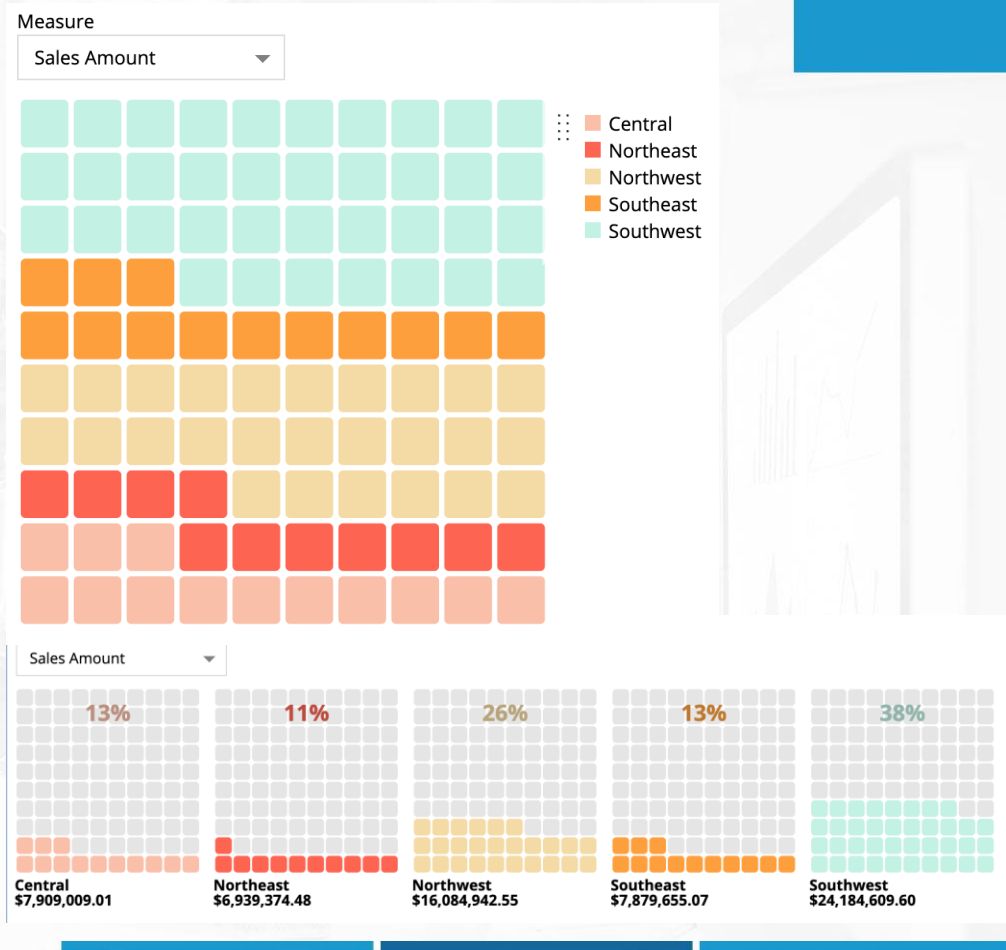 Measure
Sales Amount
Central
Northeast
Northwest
Southeast
Southwest
Sales Amount
13%
11%
26%
13%
38%
Central
$7,909,009.01
Northeast
$6,939,374.48
Northwest
$16,084,942.55
Southeast
$7,879,655.07
Southwest
$24,184,609.60